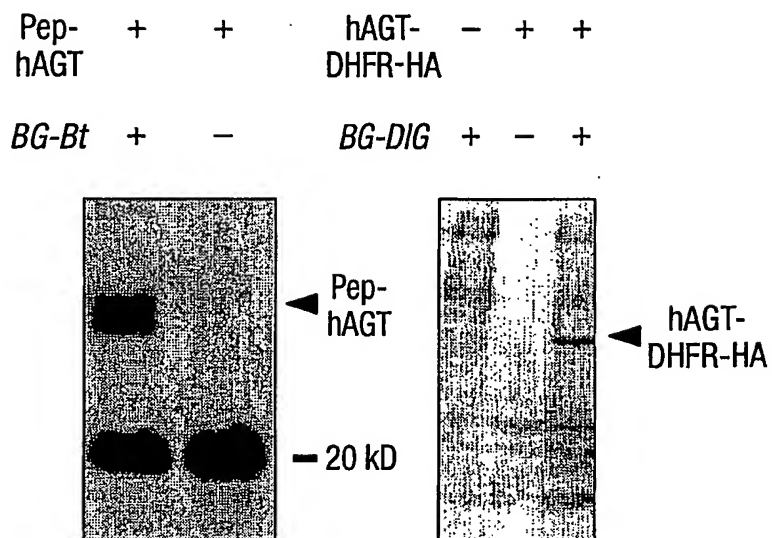 Pep-
hAGT + +
BG-Bt + −
hAGT-
DHFR-HA − + +
BG-DIG + − +
Pep-
hAGT
20 kD
hAGT-
DHFR-HA